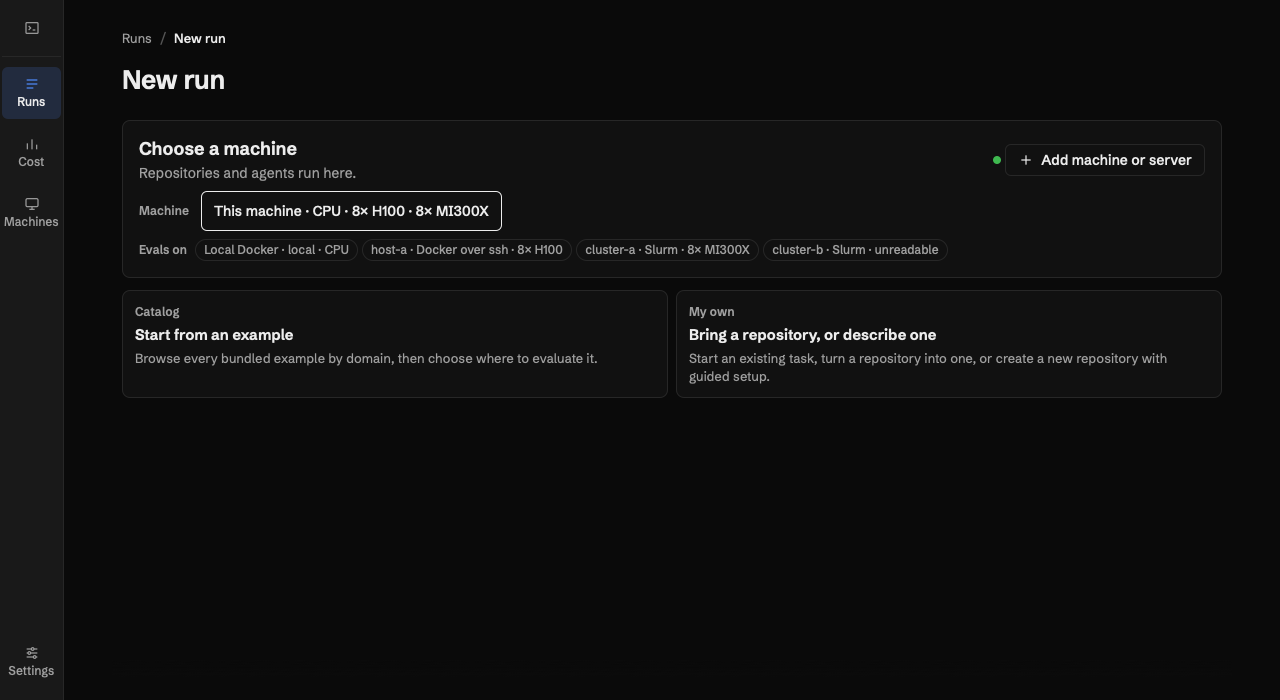 Runs / New run
New run
Runs
Cost
Machines
Settings
Choose a machine
Repositories and agents run here.
+ Add machine or server
Machine
This machine · CPU · 8× H100 · 8× MI300X
Evals on
Local Docker · local · CPU
host-a · Docker over ssh · 8× H100
cluster-a · Slurm · 8× MI300X
cluster-b · Slurm · unreadable
Catalog
Start from an example
Browse every bundled example by domain, then choose where to evaluate it.
My own
Bring a repository, or describe one
Start an existing task, turn a repository into one, or create a new repository with
guided setup.